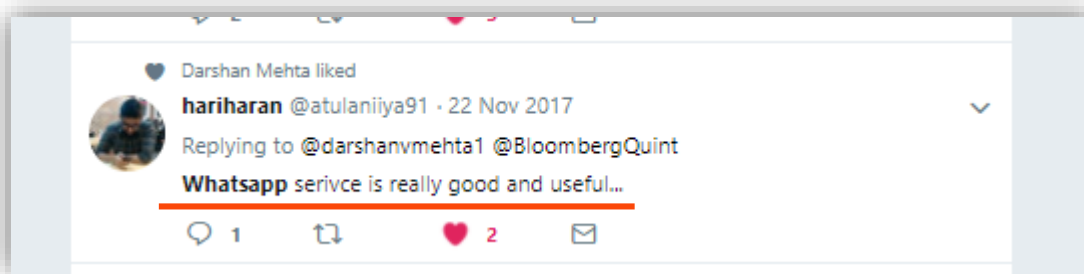 Darshan Mehta liked
hariharan @atulaniiya91 · 22 Nov 2017
Replying to @darshanvmehta1 @BloombergQuint
Whatsapp serivce is really good and useful...
1 2